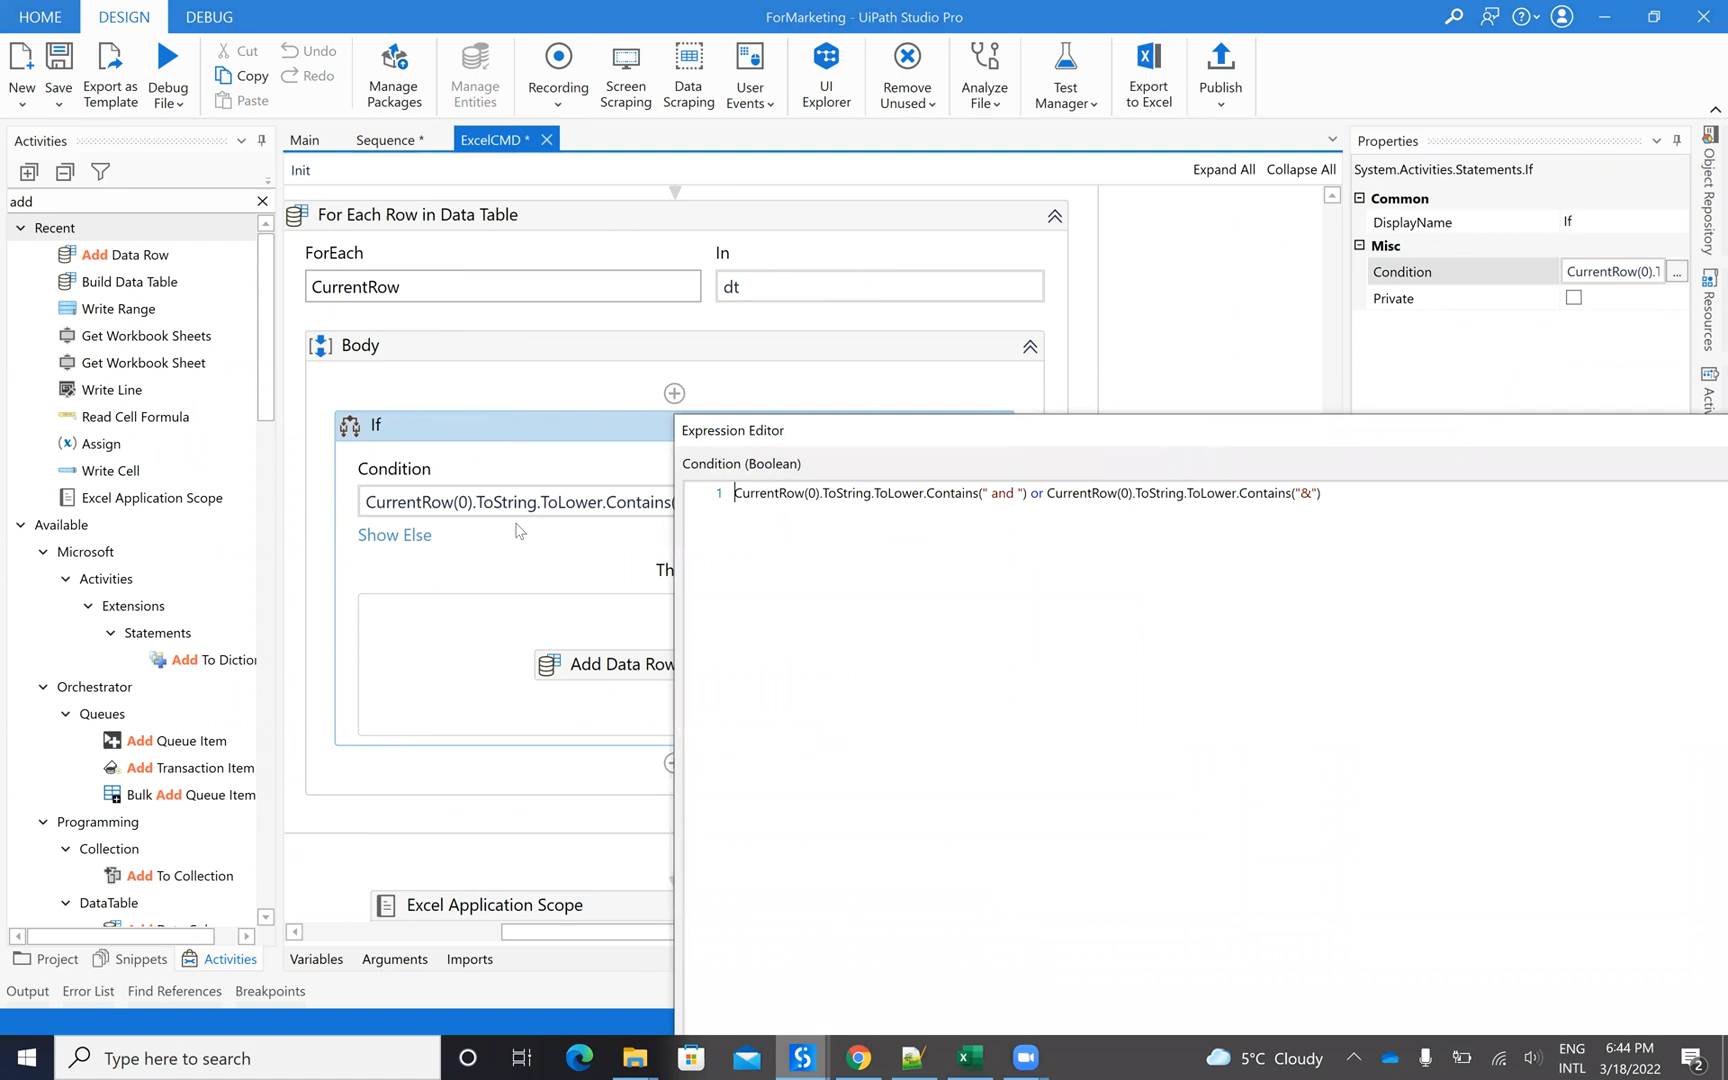 HOME DESIGN DEBUG ForMarketing - UiPath Studio Pro
New Save Export as Template Debug File Cut Copy Paste Undo Redo Manage Packages Manage Entities Recording Screen Scraping Data Scraping User Events UI Explorer Remove Unused Analyze File Test Manager Export to Excel Publish
Activities
add
Recent
Add Data Row
Build Data Table
Write Range
Get Workbook Sheets
Get Workbook Sheet
Write Line
Read Cell Formula
Assign
Write Cell
Excel Application Scope
Available
Microsoft
Activities
Extensions
Statements
Add To Diction
Orchestrator
Queues
Add Queue Item
Add Transaction Item
Bulk Add Queue Item
Programming
Collection
Add To Collection
DataTable
Project Snippets Activities
Output Error List Find References Breakpoints
Main Sequence * ExcelCMD *
Init Expand All Collapse All
For Each Row in Data Table
ForEach In
CurrentRow dt
Body
If
Condition
CurrentRow(0).ToString.ToLower.Contains(
Show Else
Th
Add Data Row
Excel Application Scope
Variables Arguments Imports
Expression Editor
Condition (Boolean)
1 CurrentRow(0).ToString.ToLower.Contains(" and ") or CurrentRow(0).ToString.ToLower.Contains("&")
Properties
System.Activities.Statements.If
Common
DisplayName If
Misc
Condition CurrentRow(0).T ...
Private
Object Repository
Resources
Activ
Type here to search
5°C Cloudy
ENG
INTL
6:44 PM
3/18/2022
2